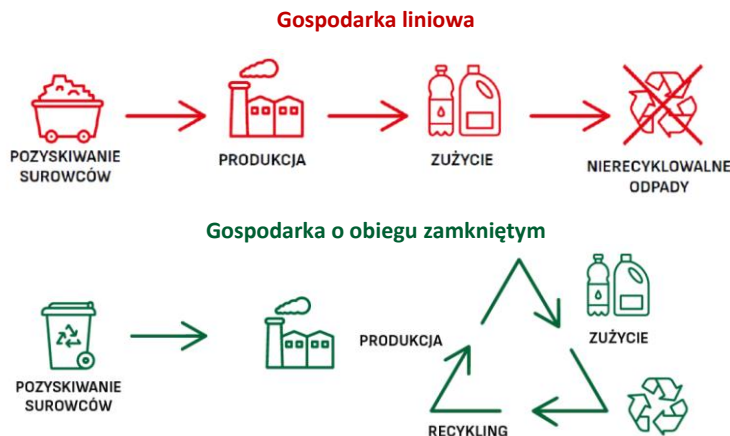 Gospodarka liniowa
POZYSKIWANIE
SUROWCÓW
PRODUKCJA
ZUŻYCIE
NIERECYKLOWALNE
ODPADY
Gospodarka o obiegu zamkniętym
POZYSKIWANIE
SUROWCÓW
PRODUKCJA
ZUŻYCIE
RECYKLING